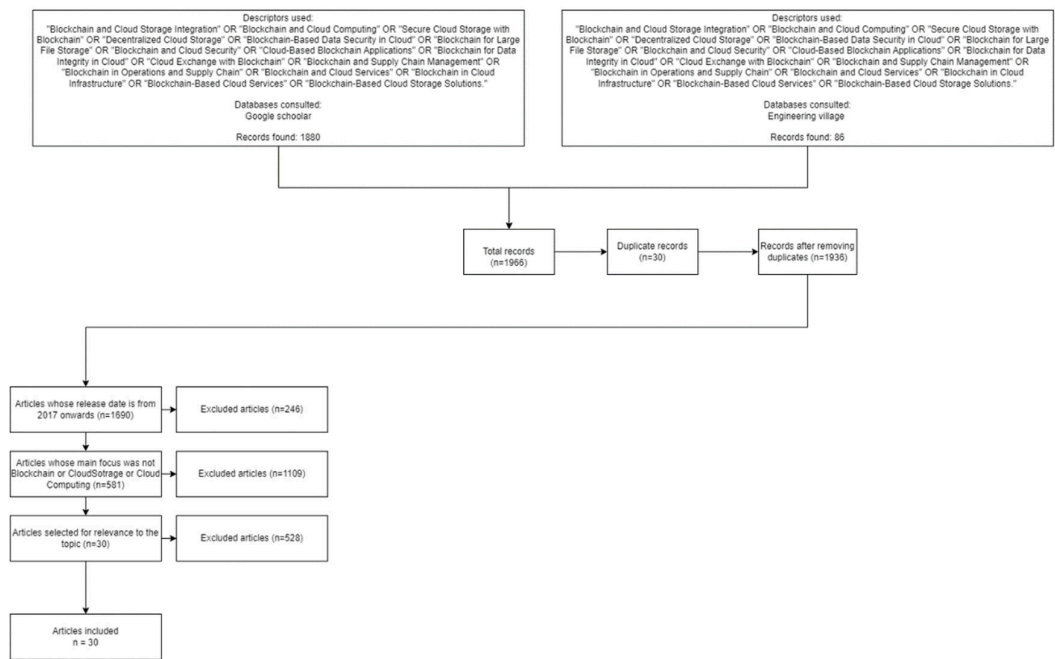 Descriptors used:
"Blockchain and Cloud Storage Integration" OR "Blockchain and Cloud Computing" OR "Secure Cloud Storage with
Blockchain" OR "Decentralized Cloud Storage" OR "Blockchain-Based Data Security in Cloud" OR "Blockchain for Large
File Storage" OR "Blockchain and Cloud Security" OR "Cloud-Based Blockchain Applications" OR "Blockchain for Data
Integrity in Cloud" OR "Cloud Exchange with Blockchain" OR "Blockchain and Supply Chain Management" OR
"Blockchain in Operations and Supply Chain" OR "Blockchain and Cloud Services" OR "Blockchain in Cloud
Infrastructure" OR "Blockchain-Based Cloud Services" OR "Blockchain-Based Cloud Storage Solutions."
Databases consulted:
Google schoolar
Records found: 1880
Descriptors used:
"Blockchain and Cloud Storage Integration" OR "Blockchain and Cloud Computing" OR "Secure Cloud Storage with
Blockchain" OR "Decentralized Cloud Storage" OR "Blockchain-Based Data Security in Cloud" OR "Blockchain for Large
File Storage" OR "Blockchain and Cloud Security" OR "Cloud-Based Blockchain Applications" OR "Blockchain for Data
Integrity in Cloud" OR "Cloud Exchange with Blockchain" OR "Blockchain and Supply Chain Management" OR
"Blockchain in Operations and Supply Chain" OR "Blockchain and Cloud Services" OR "Blockchain in Cloud
Infrastructure" OR "Blockchain-Based Cloud Services" OR "Blockchain-Based Cloud Storage Solutions."
Databases consulted:
Engineering village
Records found: 86
Total records
(n=1966)
Duplicate records
(n=30)
Records after removing
duplicates (n=1936)
Articles whose release date is from
2017 onwards (n=1690)
Excluded articles (n=246)
Articles whose main focus was not
Blockchain or CloudSotrage or Cloud
Computing (n=581)
Excluded articles (n=1109)
Articles selected for relevance to the
topic (n=30)
Excluded articles (n=528)
Articles included
n = 30